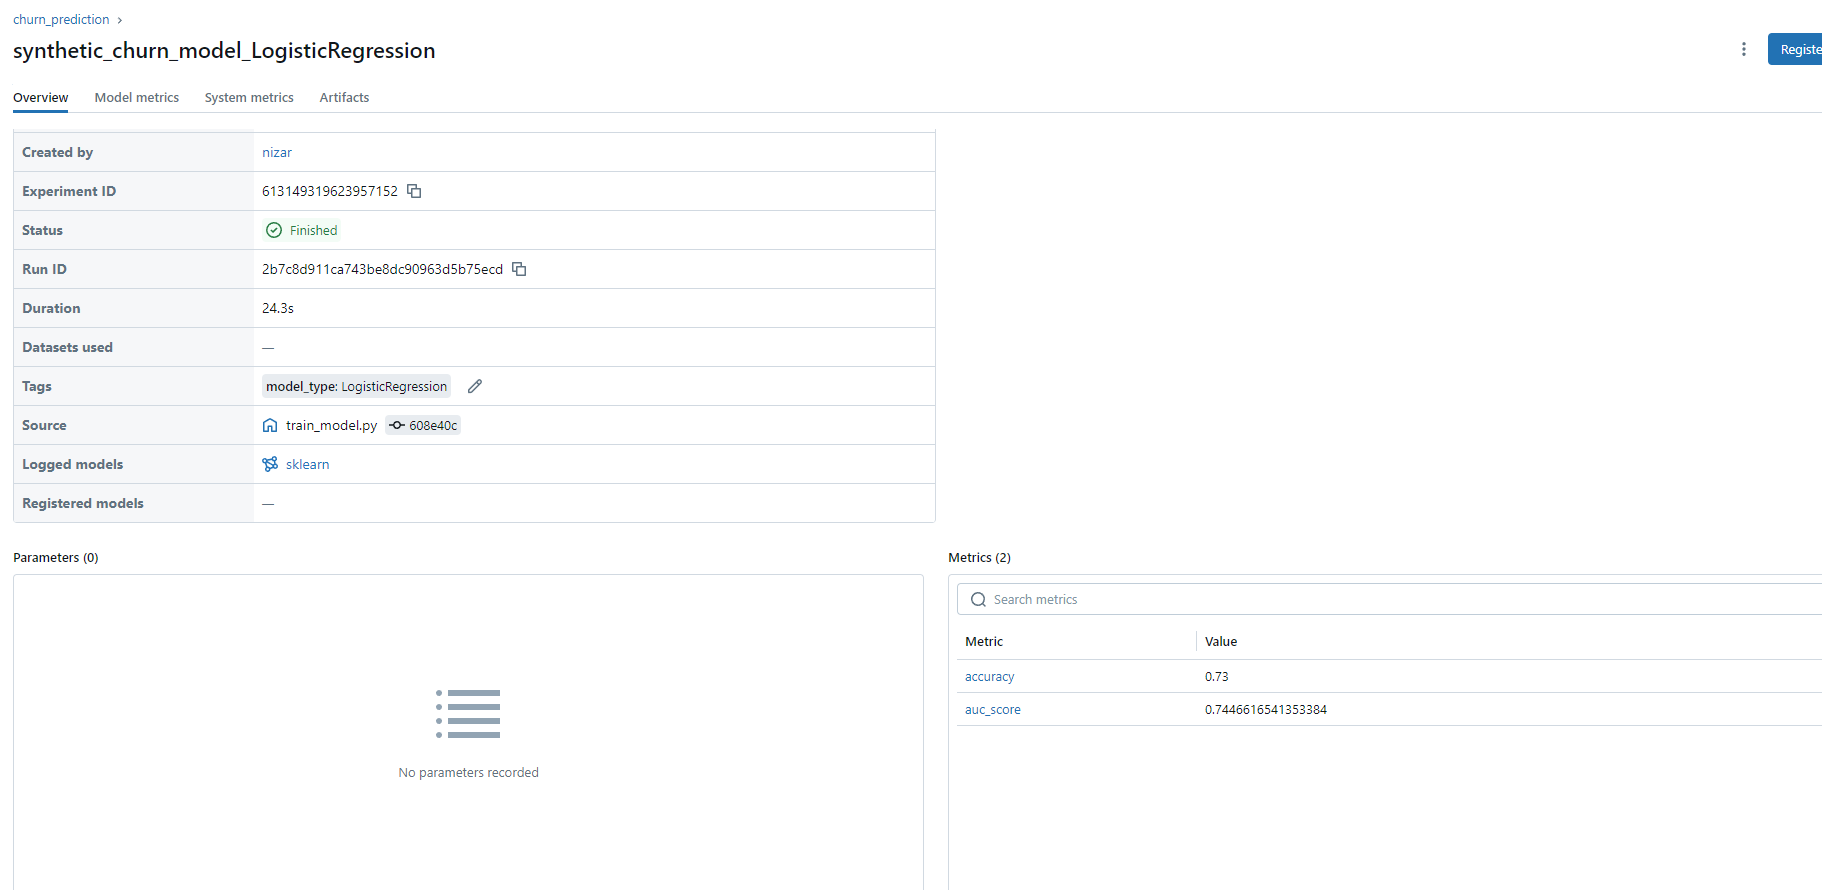 churn_prediction ›
synthetic_churn_model_LogisticRegression
Registe
Overview Model metrics System metrics Artifacts
Created by nizar
Experiment ID 613149319623957152
Status Finished
Run ID 2b7c8d911ca743be8dc90963d5b75ecd
Duration 24.3s
Datasets used —
Tags model_type: LogisticRegression
Source train_model.py 608e40c
Logged models sklearn
Registered models —
Parameters (0)
No parameters recorded
Metrics (2)
Search metrics
Metric Value
accuracy 0.73
auc_score 0.7446616541353384